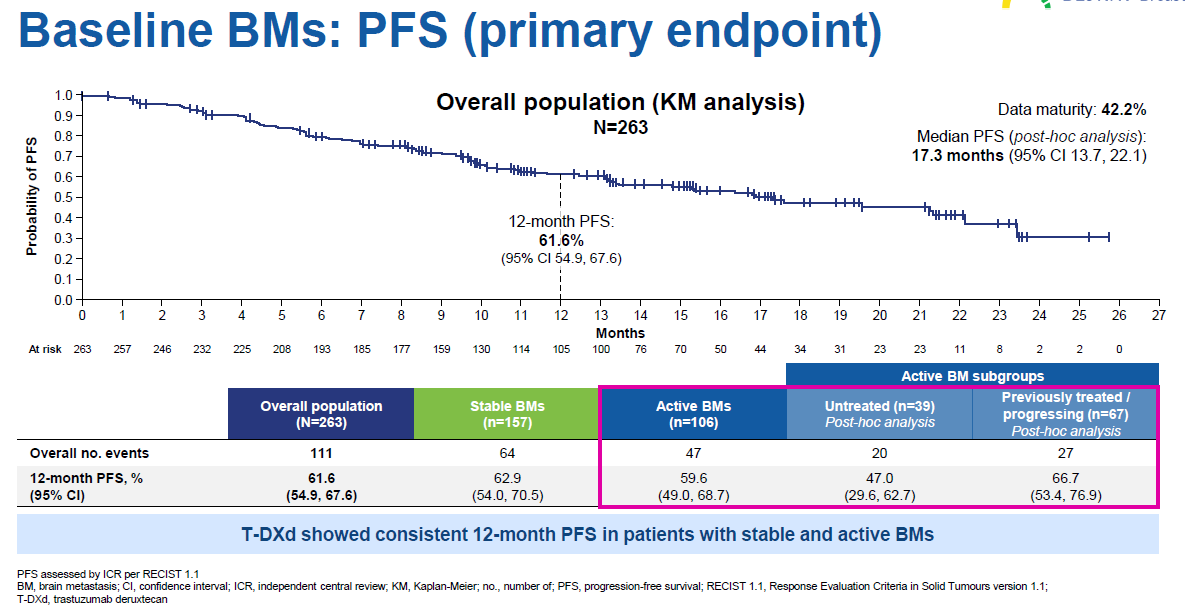 Baseline BMs: PFS (primary endpoint)
Overall population (KM analysis)
N=263
Data maturity: 42.2%
Median PFS (post-hoc analysis):
17.3 months (95% CI 13.7, 22.1)
Probability of PFS
1.0
0.9
0.8
0.7
0.6
0.5
0.4
0.3
0.2
0.1
0.0
12-month PFS:
61.6%
(95% CI 54.9, 67.6)
0 1 2 3 4 5 6 7 8 9 10 11 12 13 14 15 16 17 18 19 20 21 22 23 24 25 26 27
Months
At risk 263 257 246 232 225 208 193 185 177 159 130 114 105 100 76 70 50 44 34 31 23 23 11 8 2 2 0
Active BM subgroups
Overall population
(N=263)
Stable BMs
(n=157)
Active BMs
(n=106)
Untreated (n=39)
Post-hoc analysis
Previously treated /
progressing (n=67)
Post-hoc analysis
Overall no. events 111 64 47 20 27
12-month PFS, % 61.6 62.9 59.6 47.0 66.7
(95% CI) (54.9, 67.6) (54.0, 70.5) (49.0, 68.7) (29.6, 62.7) (53.4, 76.9)
T-DXd showed consistent 12-month PFS in patients with stable and active BMs
PFS assessed by ICR per RECIST 1.1
BM, brain metastasis; CI, confidence interval; ICR, independent central review; KM, Kaplan-Meier; no., number of; PFS, progression-free survival; RECIST 1.1, Response Evaluation Criteria in Solid Tumours version 1.1;
T-DXd, trastuzumab deruxtecan